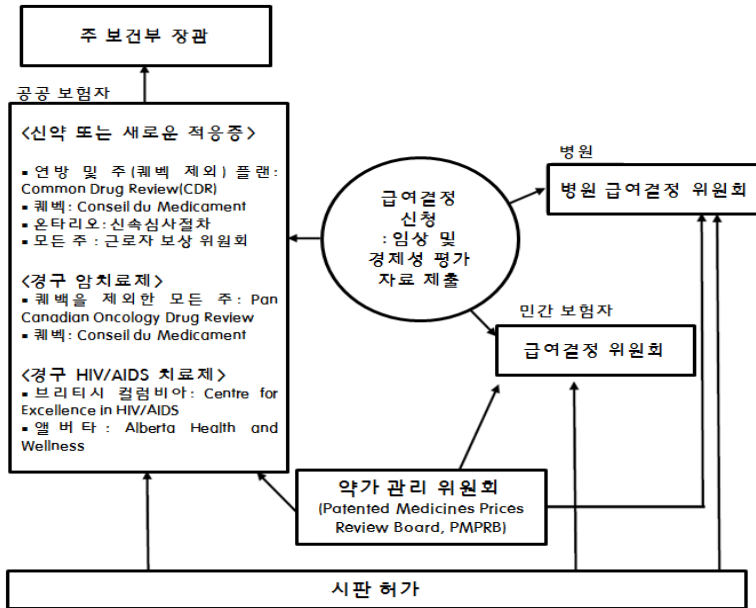 주 보건부 장관
공공 보험자
<신약 또는 새로운 적응증>
▪ 연방 및 주(퀘벡 제외) 플랜:
Common Drug Review(CDR)
▪ 퀘벡: Conseil du Medicament
▪ 온타리오:신속심사절차
▪ 모든 주 : 근로자 보상 위원회
<경구 암치료제>
▪ 퀘백을 제외한 모든 주: Pan
Canadian Oncology Drug Review
▪ 퀘벡: Conseil du Medicament
<경구 HIV/AIDS 치료제>
▪ 브리티시 컬럼비아: Centre for
Excellence in HIV/AIDS
▪ 앨버타 : Alberta Health and
Wellness
급여결정
신청
: 임상 및
경제성 평가
자료 제출
병원
병원 급여결정 위원회
민간 보험자
급여결정 위원회
약가 관리 위원회
(Patented Medicines Prices
Review Board, PMPRB)
시판 허가